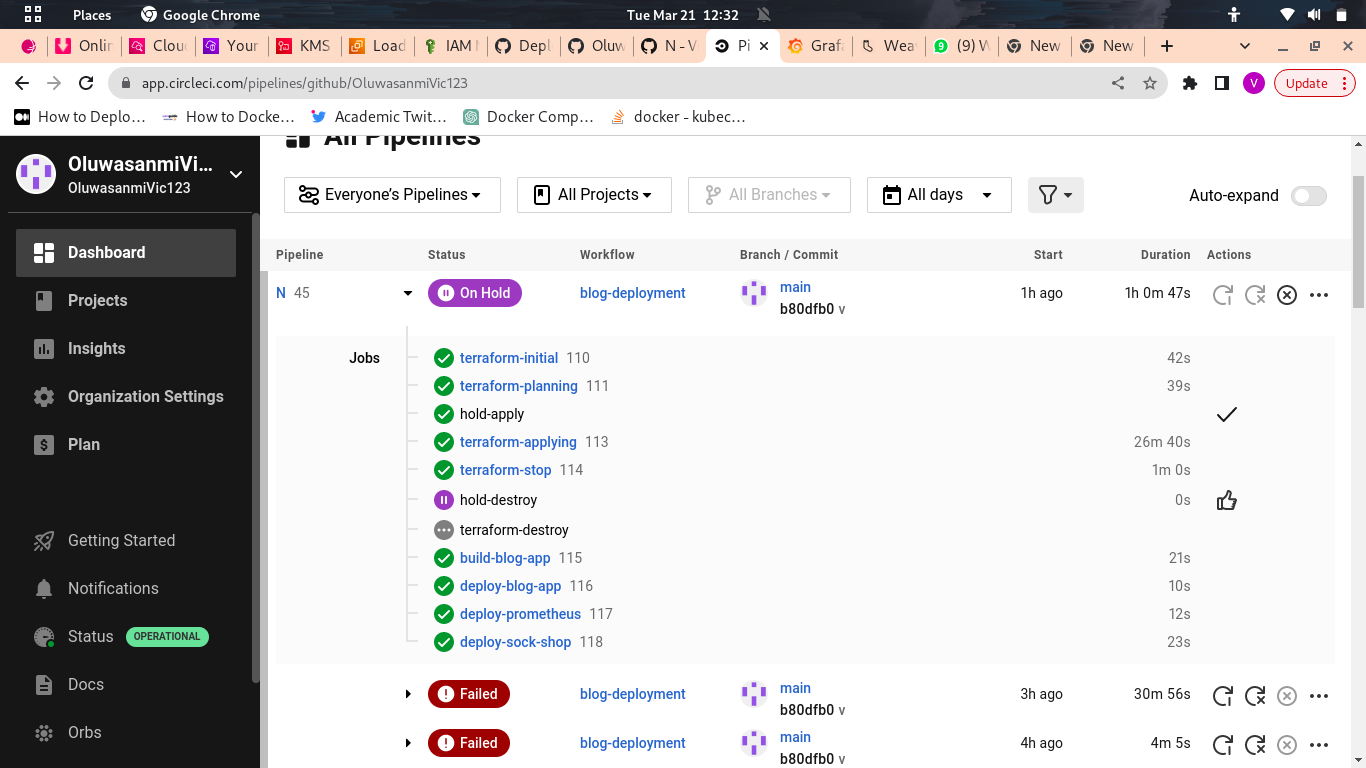 Places Google Chrome Tue Mar 21 12:32
Onlin Clou Your KMS Load IAM Depl Oluw N - V Pi Graf Wea (9) W New New
app.circleci.com/pipelines/github/OluwasanmiVic123 V Update
How to Deplo… How to Docke… Academic Twit… Docker Comp… docker - kubec…
All Pipelines
OluwasanmiVi…
OluwasanmiVic123
Everyone's Pipelines All Projects All Branches All days Auto-expand
Dashboard
Projects
Insights
Organization Settings
Plan
Getting Started
Notifications
Status OPERATIONAL
Docs
Orbs
Pipeline Status Workflow Branch / Commit Start Duration Actions
N 45 On Hold blog-deployment main 1h ago 1h 0m 47s
b80dfb0 v
Jobs terraform-initial 110 42s
terraform-planning 111 39s
hold-apply
terraform-applying 113 26m 40s
terraform-stop 114 1m 0s
hold-destroy 0s
terraform-destroy
build-blog-app 115 21s
deploy-blog-app 116 10s
deploy-prometheus 117 12s
deploy-sock-shop 118 23s
Failed blog-deployment main 3h ago 30m 56s
b80dfb0 v
Failed blog-deployment main 4h ago 4m 5s
b80dfb0 v